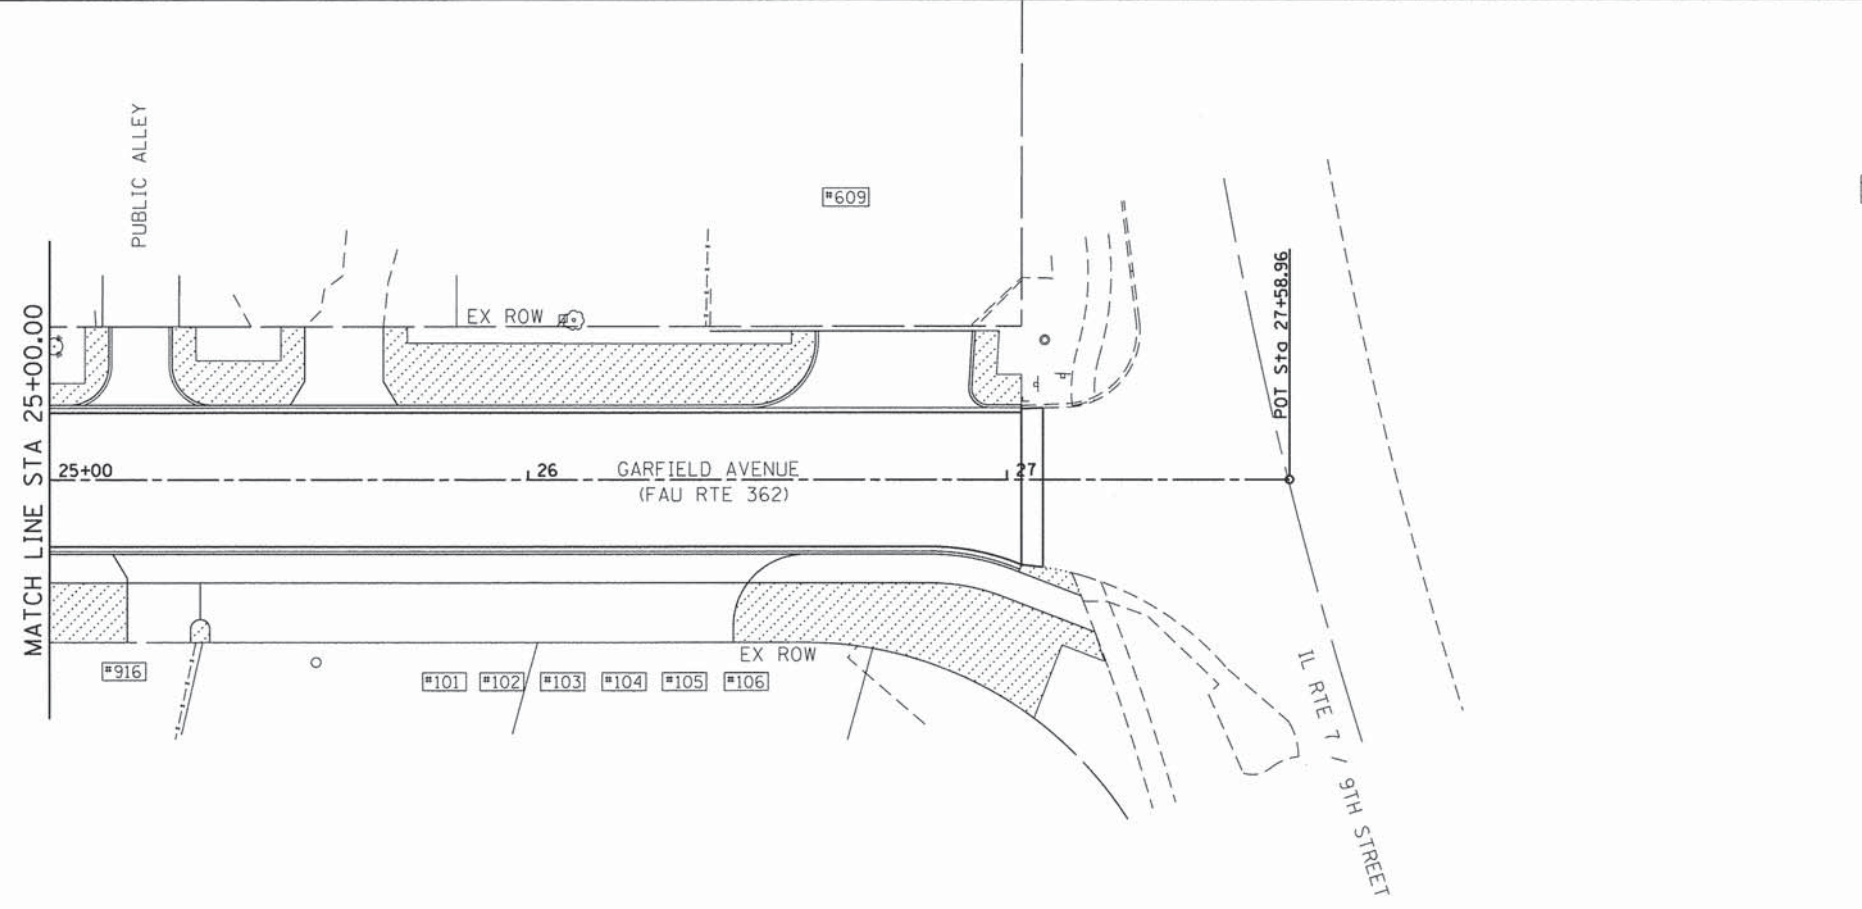 PUBLIC ALLEY
#609
EX ROW
MATCH LINE STA 25+00.00
POT Sta 27+58.96
25+00
26
GARFIELD AVENUE
27
(FAU RTE 362)
EX ROW
#916
#101 #102 #103 #104 #105 #106
IL RTE 7 / 9TH STREET